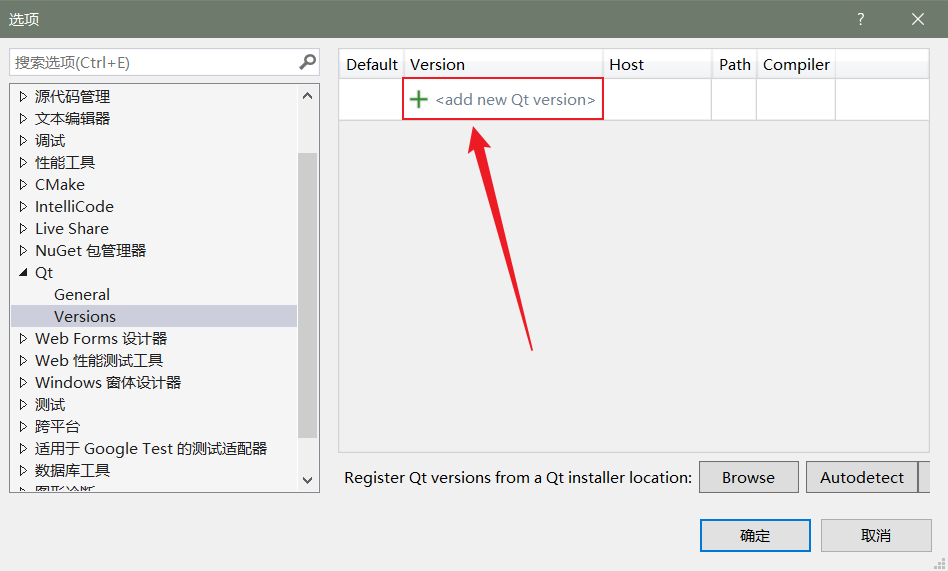 选项
搜索选项(Ctrl+E)
源代码管理
文本编辑器
调试
性能工具
CMake
IntelliCode
Live Share
NuGet 包管理器
Qt
General
Versions
Web Forms 设计器
Web 性能测试工具
Windows 窗体设计器
测试
跨平台
适用于 Google Test 的测试适配器
数据库工具
Default Version Host Path Compiler
<add new Qt version>
Register Qt versions from a Qt installer location: Browse Autodetect
确定 取消